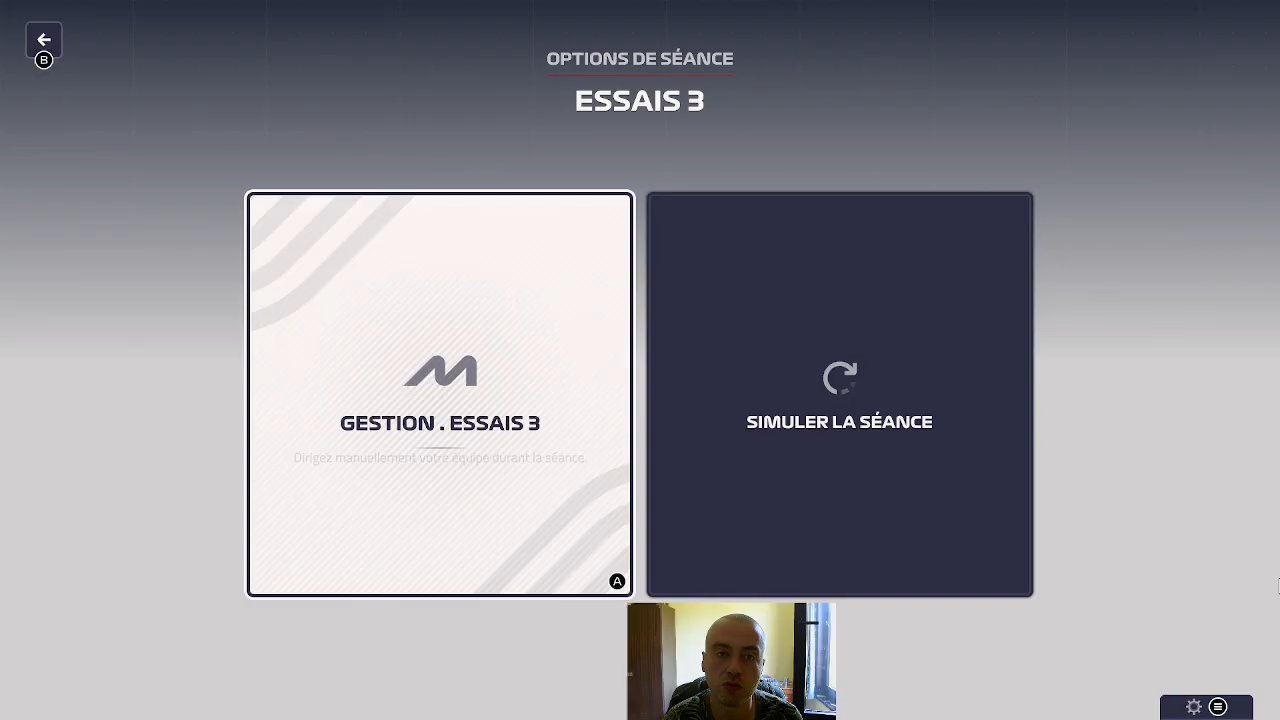 B
OPTIONS DE SÉANCE
ESSAIS 3
GESTION . ESSAIS 3
Dirigez manuellement votre équipe durant la séance.
A
SIMULER LA SÉANCE